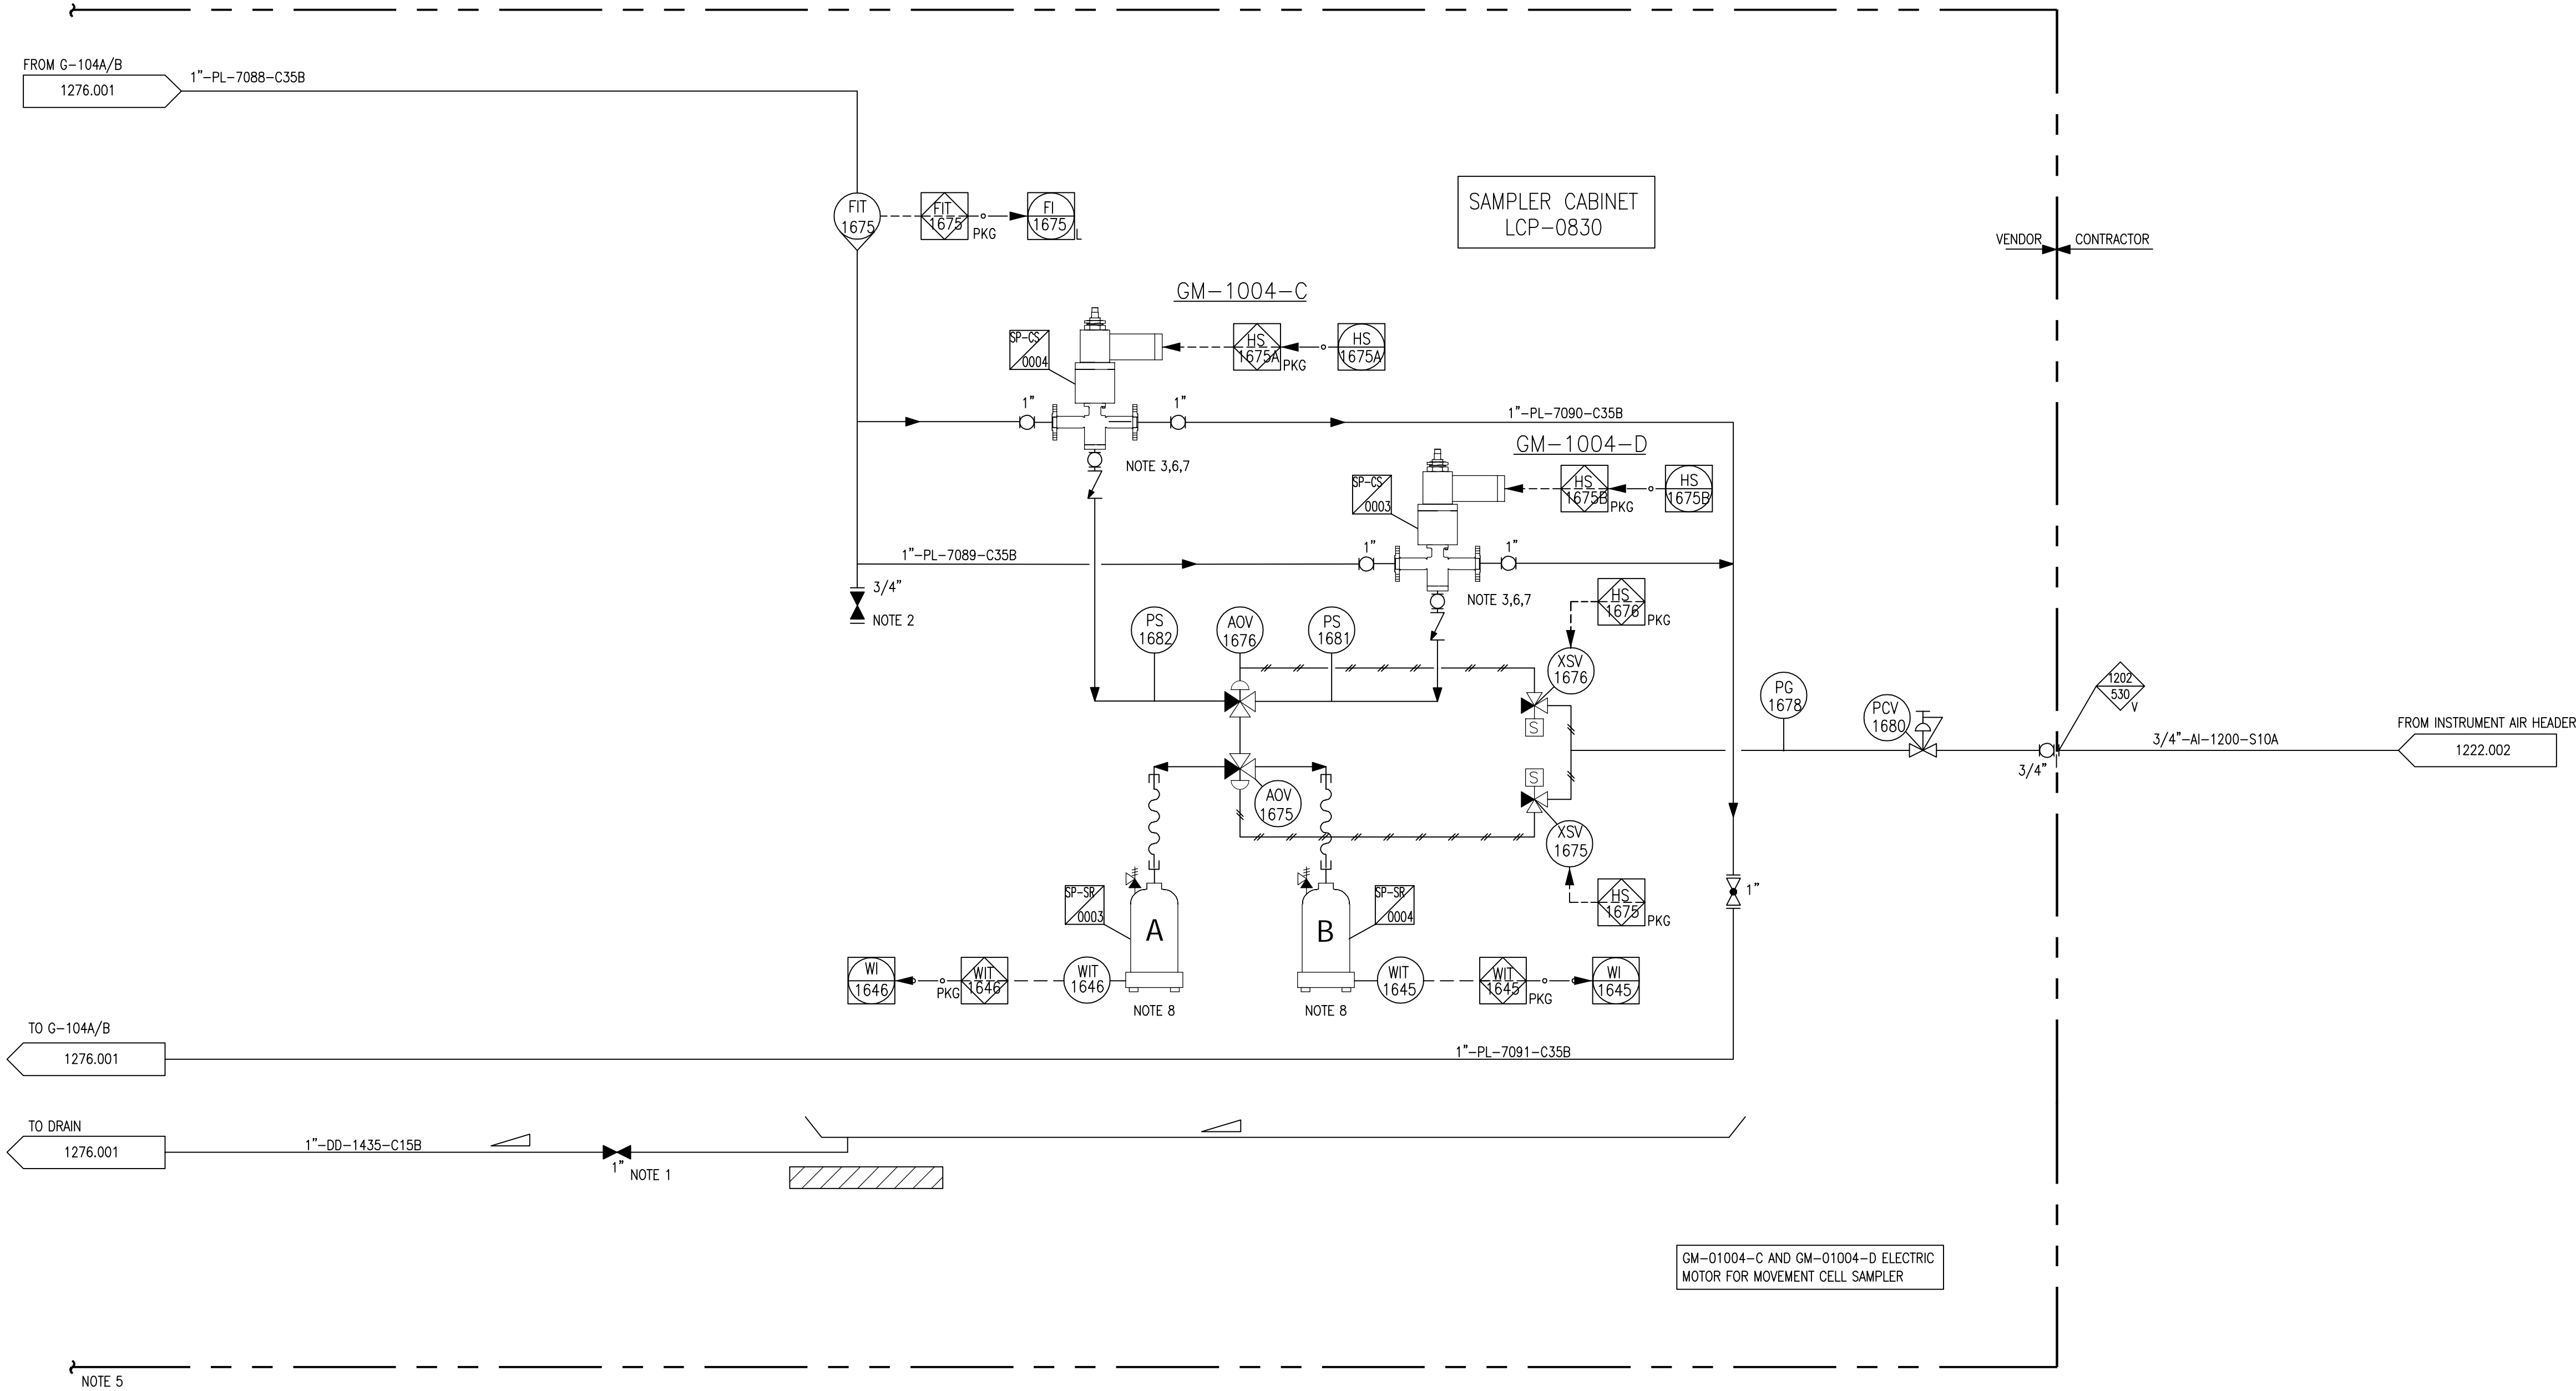 FROM G-104A/B
1276.001
1"-PL-7088-C35B
FIT
1675
FIT
1675
PKG
FI
1675
L
SAMPLER CABINET
LCP-0830
VENDOR
CONTRACTOR
GM-1004-C
SP-CS
0004
HS
1675A
PKG
HS
1675A
1"
1"
1"-PL-7090-C35B
NOTE 3,6,7
GM-1004-D
SP-CS
0003
HS
1675B
PKG
HS
1675B
1"-PL-7089-C35B
1"
1"
NOTE 3,6,7
3/4"
NOTE 2
PS
1682
AOV
1676
PS
1681
HS
1676
PKG
XSV
1676
S
PG
1678
PCV
1680
1202
530
V
FROM INSTRUMENT AIR HEADER
1222.002
3/4"-AI-1200-S10A
3/4"
AOV
1675
S
XSV
1675
HS
1675
PKG
1"
SP-SR
0003
A
SP-SR
0004
B
WI
1646
PKG
WIT
1646
WIT
1646
WIT
1645
WIT
1645
PKG
WI
1645
NOTE 8
NOTE 8
TO G-104A/B
1276.001
1"-PL-7091-C35B
TO DRAIN
1276.001
1"-DD-1435-C15B
1"
NOTE 1
GM-01004-C AND GM-01004-D ELECTRIC
MOTOR FOR MOVEMENT CELL SAMPLER
NOTE 5